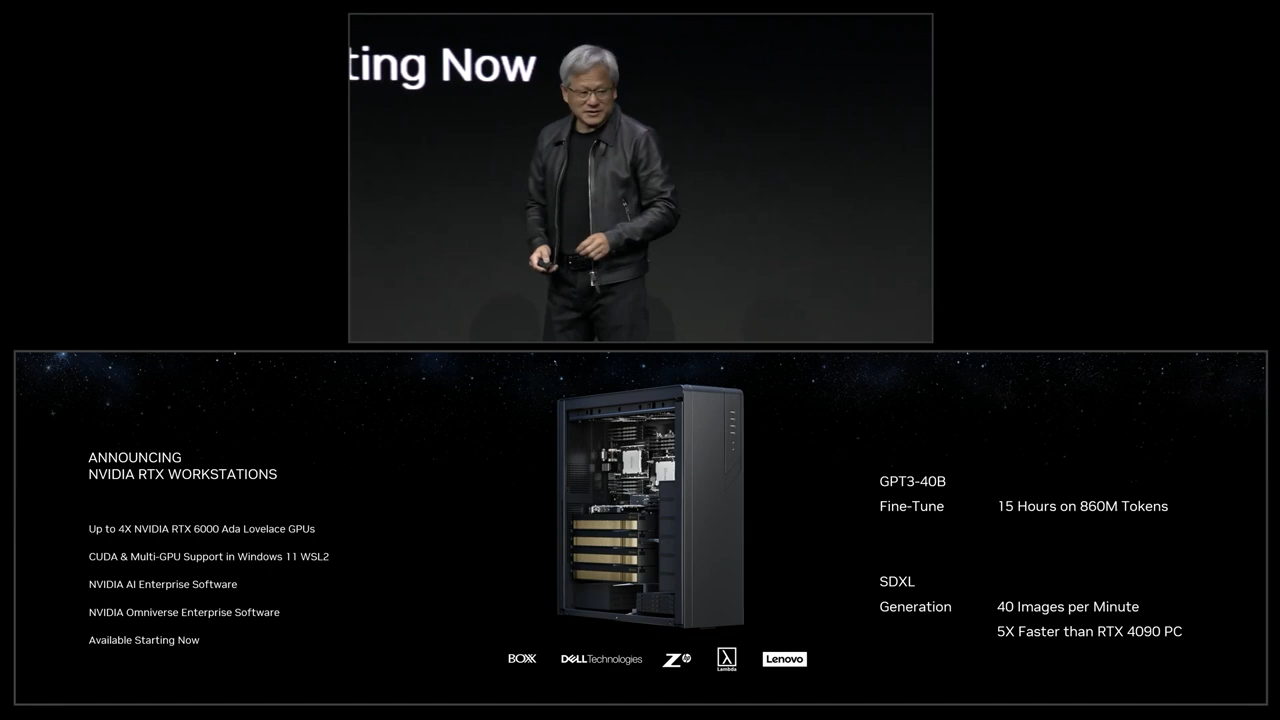 ting Now
ANNOUNCING
NVIDIA RTX WORKSTATIONS
Up to 4X NVIDIA RTX 6000 Ada Lovelace GPUs
CUDA & Multi-GPU Support in Windows 11 WSL2
NVIDIA AI Enterprise Software
NVIDIA Omniverse Enterprise Software
Available Starting Now
GPT3-40B
Fine-Tune 15 Hours on 860M Tokens
SDXL
Generation 40 Images per Minute
5X Faster than RTX 4090 PC
BOXX DELL Technologies Z hp λ Lambda Lenovo